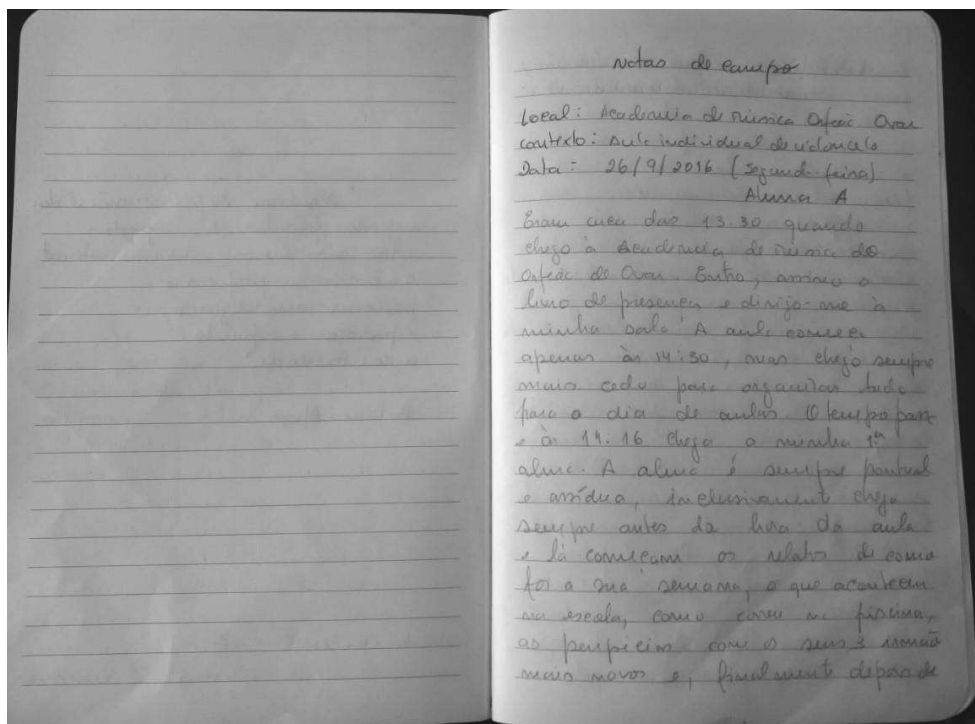 Notas de campo
Local: Academia de Música Orfeão Ovar
contexto: Aula individual de violoncelo
Data: 26/9/2016 (segunda-feira)
Aluna A
Eram cerca das 13:30 quando
chego à Academia de música do
Orfeão de Ovar. Entro, assino o
livro de presença e dirijo-me à
minha sala. A aula começa
apenas às 14:30, mas chego sempre
mais cedo para organizar tudo
para o dia de aulas. O tempo passa
e às 14:16 chega a minha 1ª
aluna. A aluna é sempre pontual
e assídua, inclusivamente chega
sempre antes da hora da aula
e lá começam os relatos de como
foi a sua semana, o que aconteceu
na escola, como correu na piscina,
as peripécias com os seus 3 irmãos
mais novos e, finalmente depois de